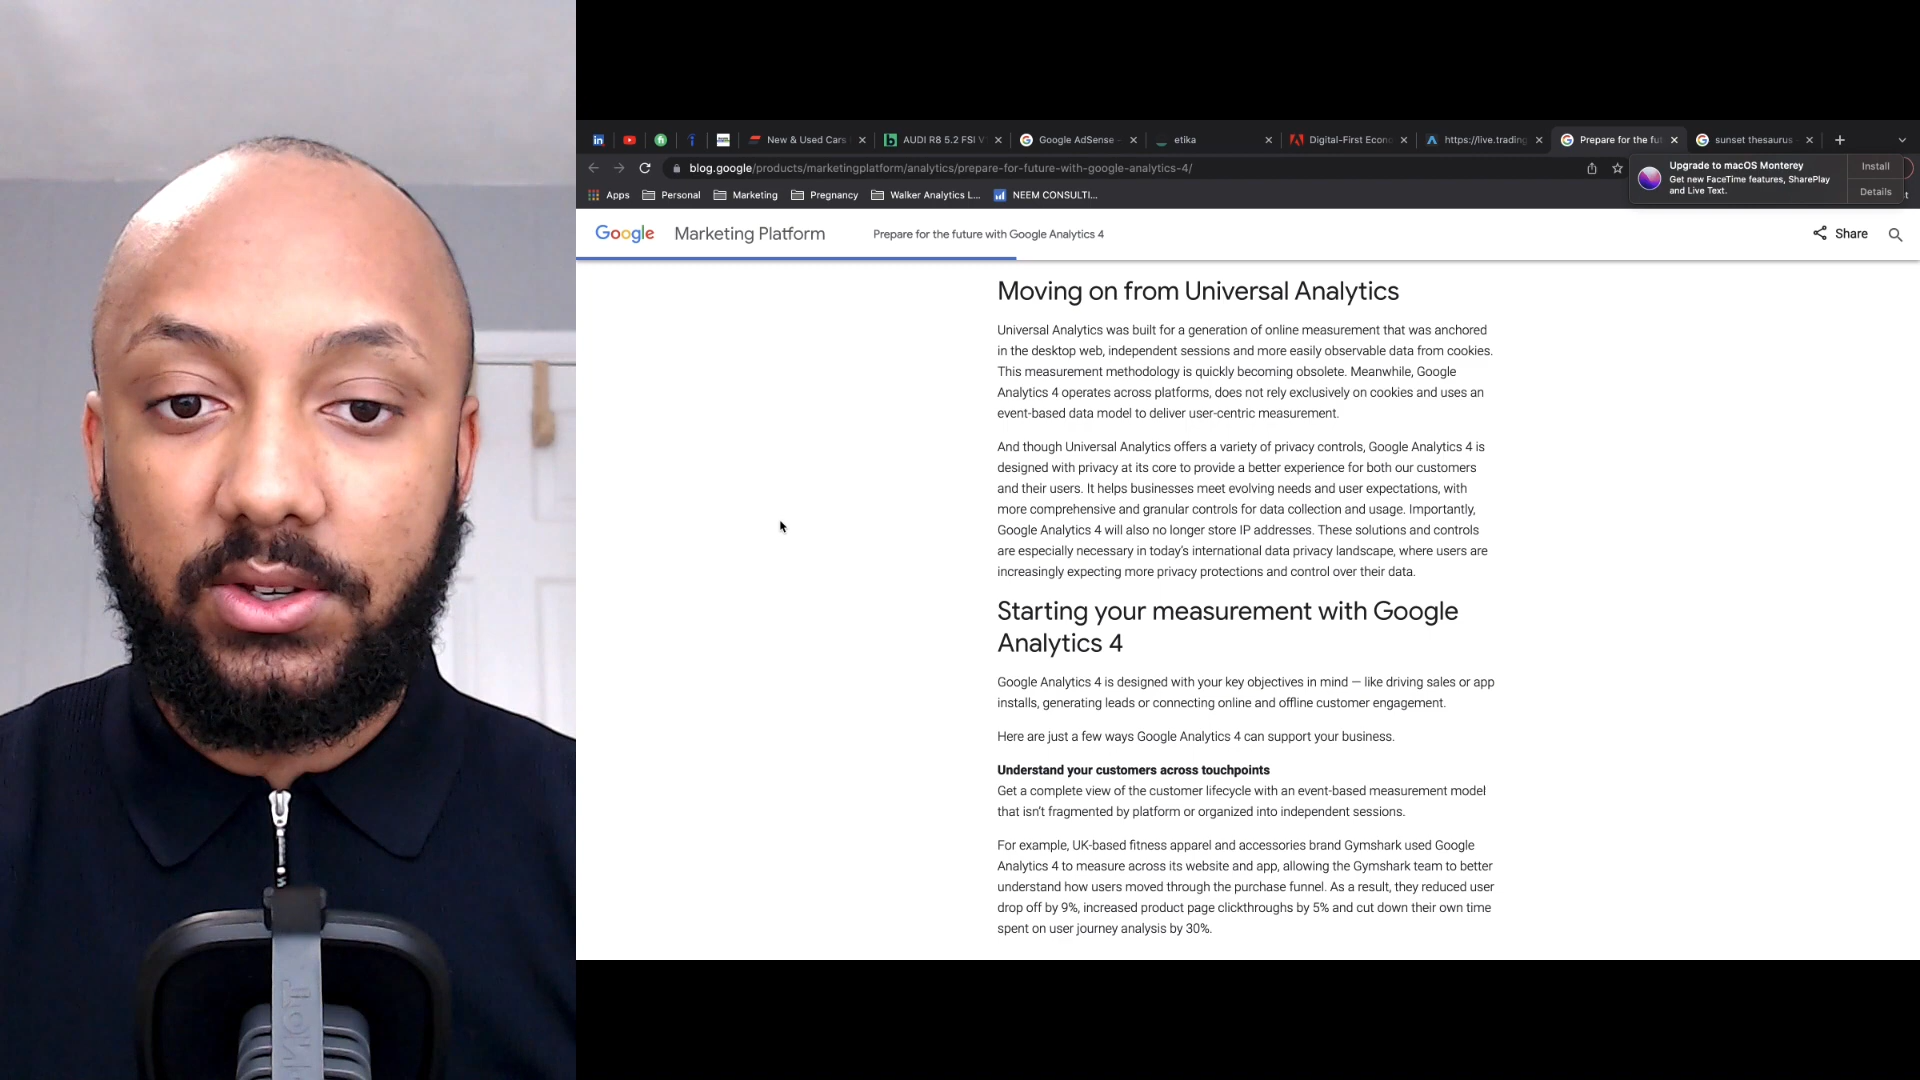 New & Used Cars
AUDI R8 5.2 FSI V
Google AdSense
etika
Digital-First Econ
https://live.trading
Prepare for the fu
sunset thesaurus
blog.google/products/marketingplatform/analytics/prepare-for-future-with-google-analytics-4/
Upgrade to macOS Monterey
Get new FaceTime features, SharePlay
and Live Text.
Install
Details
Apps
Personal
Marketing
Pregnancy
Walker Analytics L...
NEEM CONSULTI...
Google Marketing Platform
Prepare for the future with Google Analytics 4
Share
Moving on from Universal Analytics
Universal Analytics was built for a generation of online measurement that was anchored
in the desktop web, independent sessions and more easily observable data from cookies.
This measurement methodology is quickly becoming obsolete. Meanwhile, Google
Analytics 4 operates across platforms, does not rely exclusively on cookies and uses an
event-based data model to deliver user-centric measurement.
And though Universal Analytics offers a variety of privacy controls, Google Analytics 4 is
designed with privacy at its core to provide a better experience for both our customers
and their users. It helps businesses meet evolving needs and user expectations, with
more comprehensive and granular controls for data collection and usage. Importantly,
Google Analytics 4 will also no longer store IP addresses. These solutions and controls
are especially necessary in today's international data privacy landscape, where users are
increasingly expecting more privacy protections and control over their data.
Starting your measurement with Google
Analytics 4
Google Analytics 4 is designed with your key objectives in mind — like driving sales or app
installs, generating leads or connecting online and offline customer engagement.
Here are just a few ways Google Analytics 4 can support your business.
Understand your customers across touchpoints
Get a complete view of the customer lifecycle with an event-based measurement model
that isn't fragmented by platform or organized into independent sessions.
For example, UK-based fitness apparel and accessories brand Gymshark used Google
Analytics 4 to measure across its website and app, allowing the Gymshark team to better
understand how users moved through the purchase funnel. As a result, they reduced user
drop off by 9%, increased product page clickthroughs by 5% and cut down their own time
spent on user journey analysis by 30%.